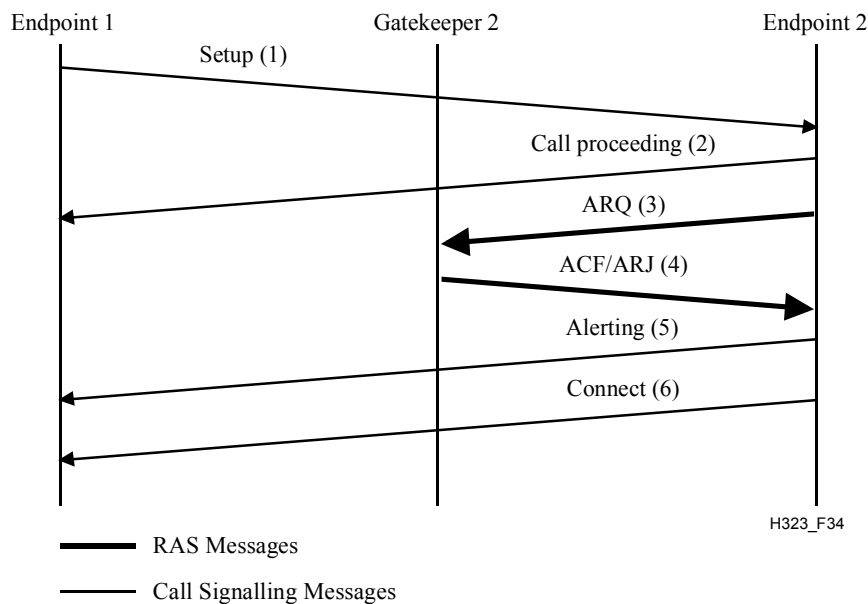 Endpoint 1
Gatekeeper 2
Endpoint 2
Setup (1)
Call proceeding (2)
ARQ (3)
ACF/ARJ (4)
Alerting (5)
Connect (6)
H323_F34
RAS Messages
Call Signalling Messages